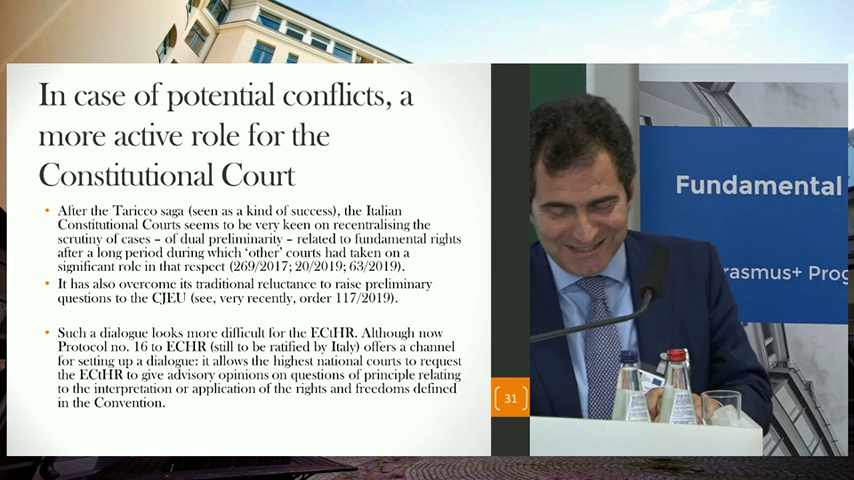 In case of potential conflicts, a
more active role for the
Constitutional Court
• After the Taricco saga (seen as a kind of success), the Italian
Constitutional Courts seems to be very keen on recentralising the
scrutiny of cases – of dual preliminarity – related to fundamental rights
after a long period during which ‘other’ courts had taken on a
significant role in that respect (269/2017; 20/2019; 63/2019).
• It has also overcome its traditional reluctance to raise preliminary
questions to the CJEU (see, very recently, order 117/2019).
• Such a dialogue looks more difficult for the ECtHR. Although now
Protocol no. 16 to ECHR (still to be ratified by Italy) offers a channel
for setting up a dialogue: it allows the highest national courts to request
the ECtHR to give advisory opinions on questions of principle relating
to the interpretation or application of the rights and freedoms defined
in the Convention.
31
Fundamental
rasmus+ Prog